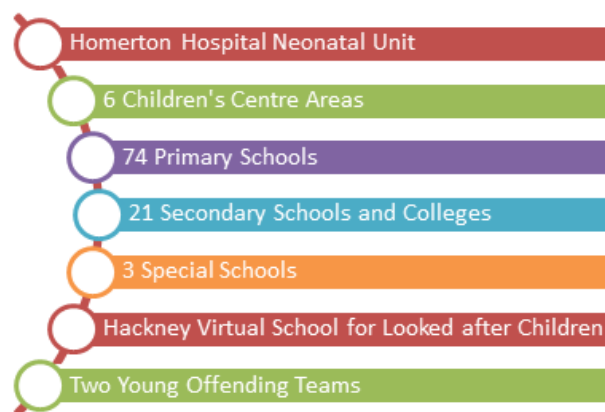 Homerton Hospital Neonatal Unit
6 Children's Centre Areas
74 Primary Schools
21 Secondary Schools and Colleges
3 Special Schools
Hackney Virtual School for Looked after Children
Two Young Offending Teams